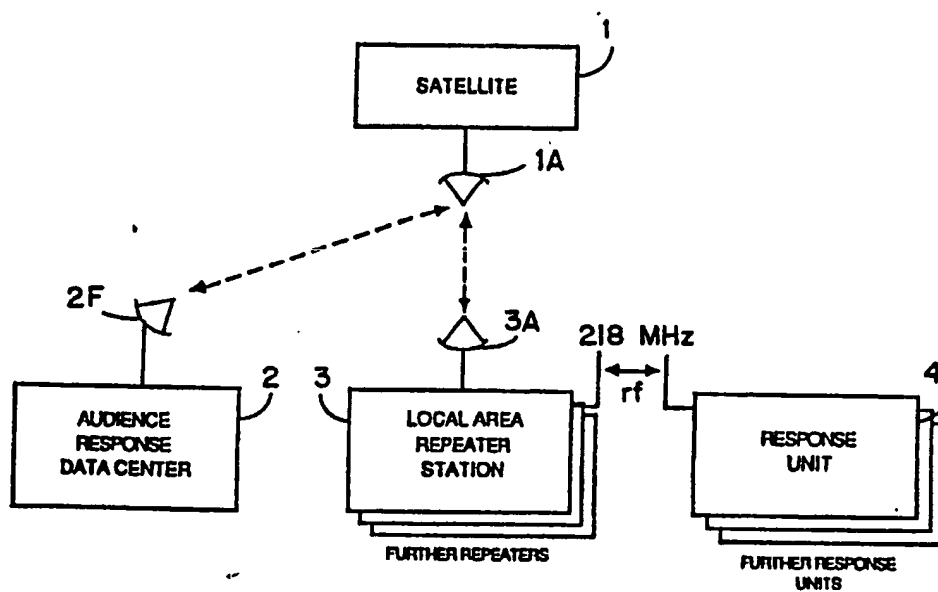 1
SATELLITE
1A
2F
3A
218 MHz
rf
2
3
4
AUDIENCE
RESPONSE
DATA CENTER
LOCAL AREA
REPEATER
STATION
RESPONSE
UNIT
FURTHER REPEATERS
FURTHER RESPONSE
UNITS